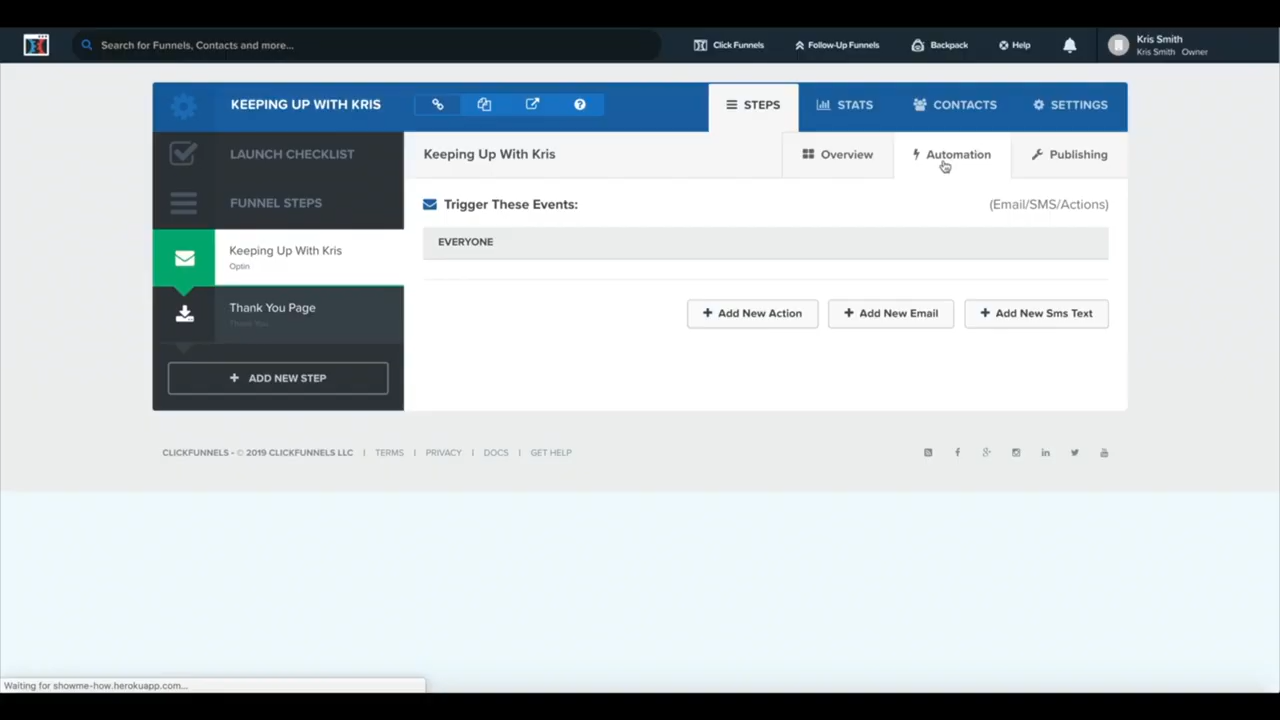 Search for Funnels, Contacts and more...
Click Funnels
Follow-Up Funnels
Backpack
Help
Kris Smith
Kris Smith Owner
KEEPING UP WITH KRIS
STEPS
STATS
CONTACTS
SETTINGS
LAUNCH CHECKLIST
FUNNEL STEPS
Keeping Up With Kris
Optin
Thank You Page
Thank You
+ ADD NEW STEP
Keeping Up With Kris
Overview
Automation
Publishing
Trigger These Events:
(Email/SMS/Actions)
EVERYONE
+ Add New Action
+ Add New Email
+ Add New Sms Text
CLICKFUNNELS - © 2019 CLICKFUNNELS LLC | TERMS | PRIVACY | DOCS | GET HELP
Waiting for showme-how.herokuapp.com...